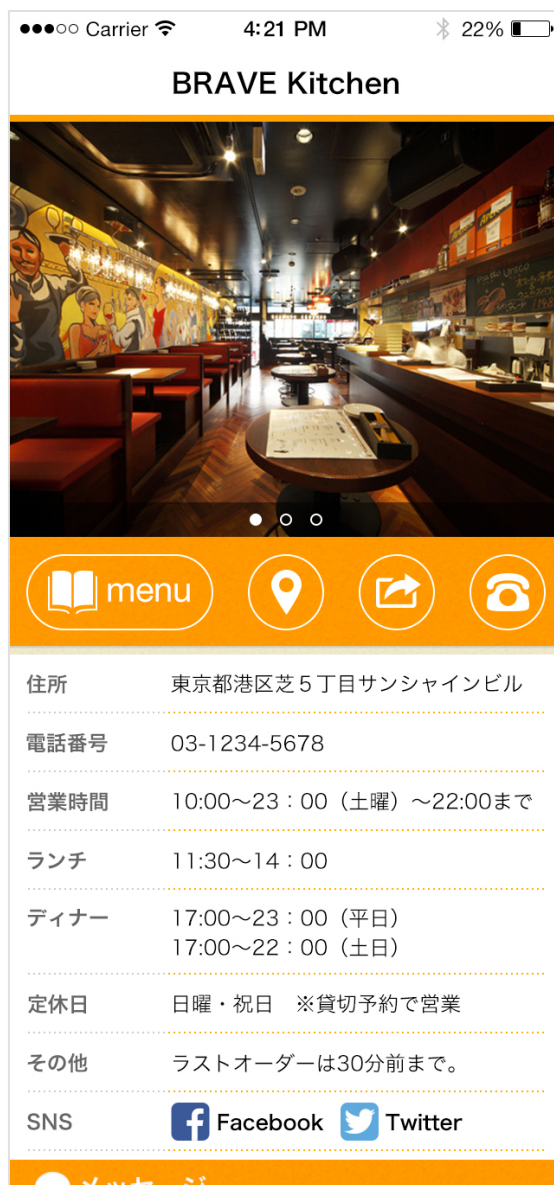 Carrier 4:21 PM 22%
BRAVE Kitchen
menu
住所 東京都港区芝５丁目サンシャインビル
電話番号 03-1234-5678
営業時間 10:00〜23：00（土曜）〜22:00まで
ランチ 11:30〜14：00
ディナー 17:00〜23：00（平日）
17:00〜22：00（土日）
定休日 日曜・祝日　※貸切予約で営業
その他 ラストオーダーは30分前まで。
SNS Facebook Twitter
メッセージ